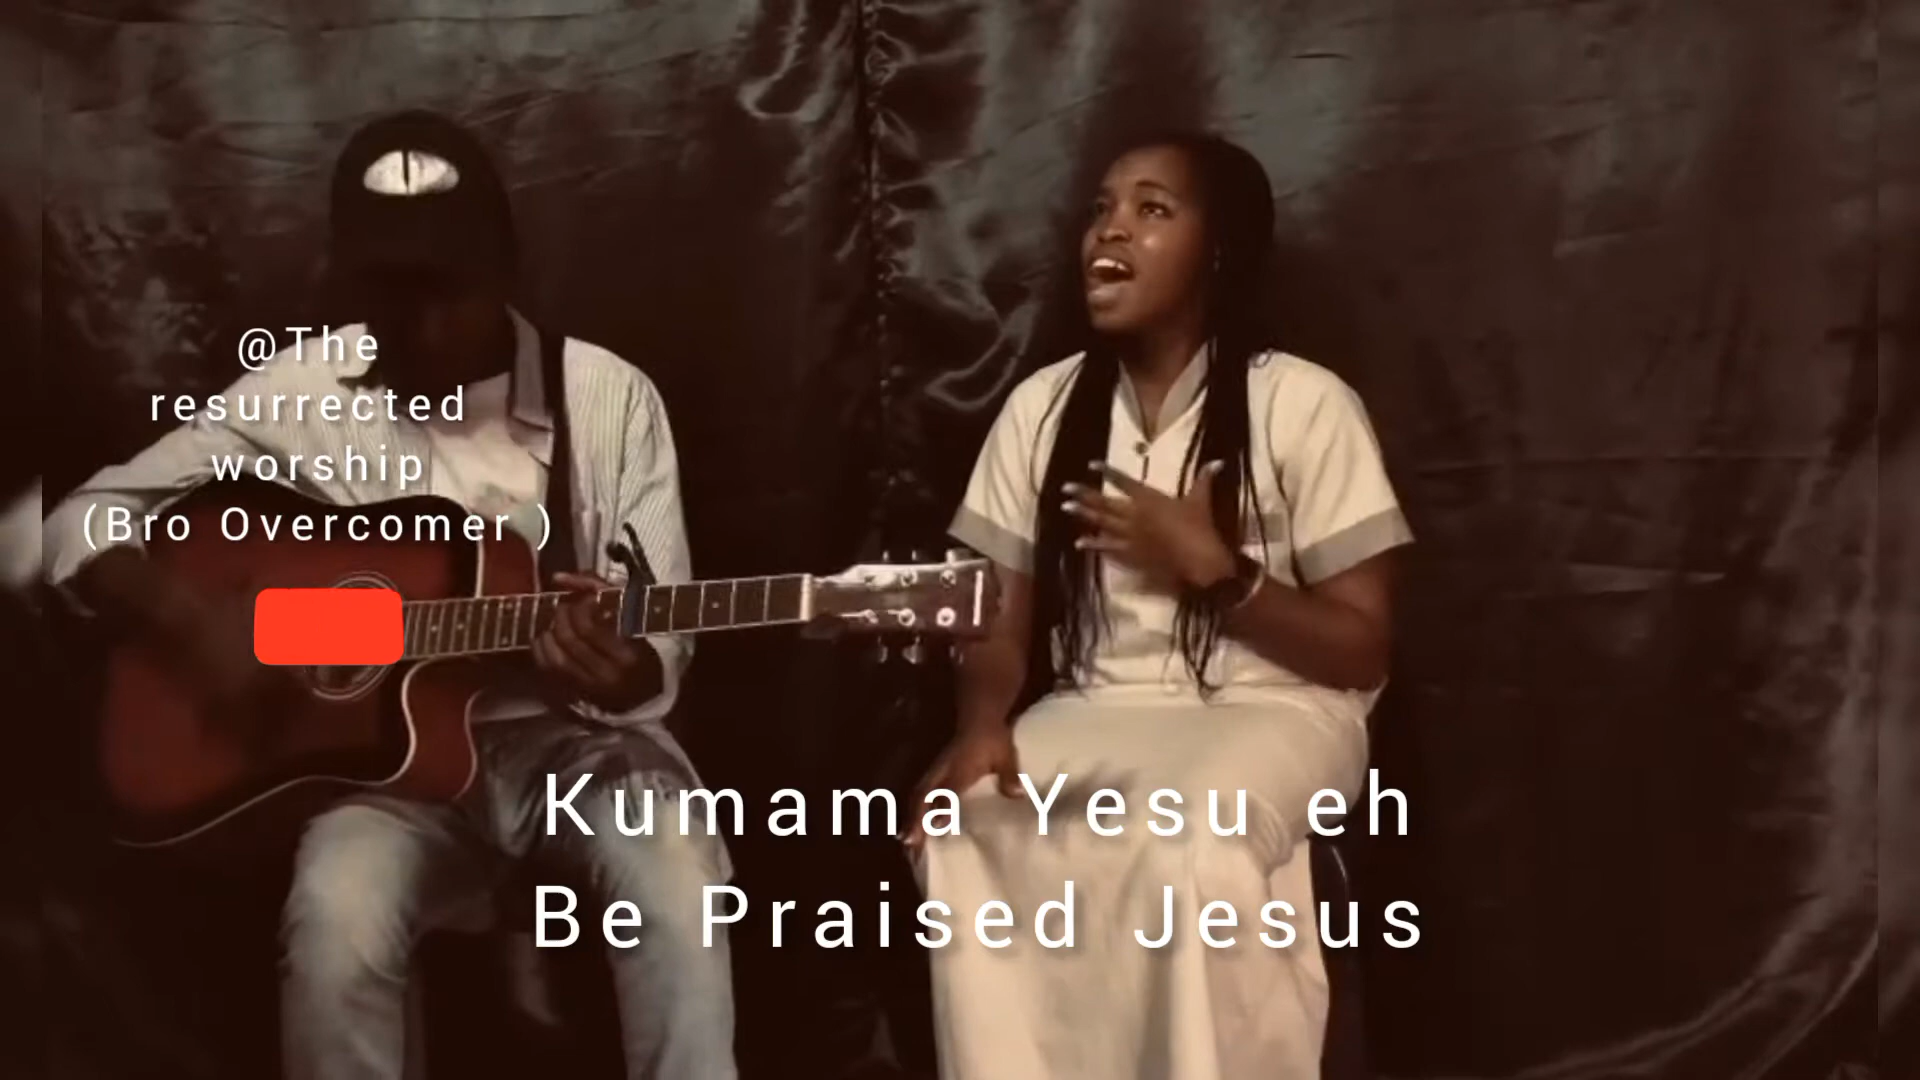 @The
resurrected
worship
(Bro Overcomer )
Kumama Yesu eh
Be Praised Jesus